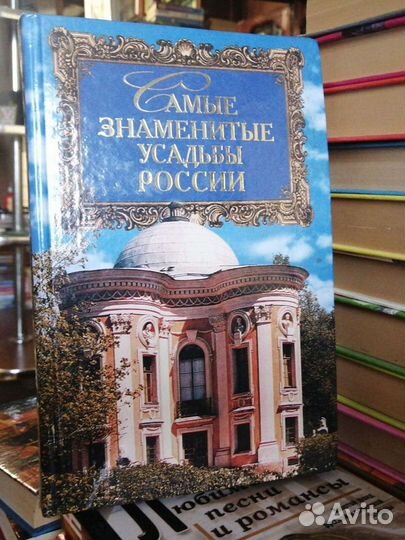 САМЫЕ
ЗНАМЕНИТЫЕ
УСАДЬБЫ
РОССИИ
песни
и романсы
Avito